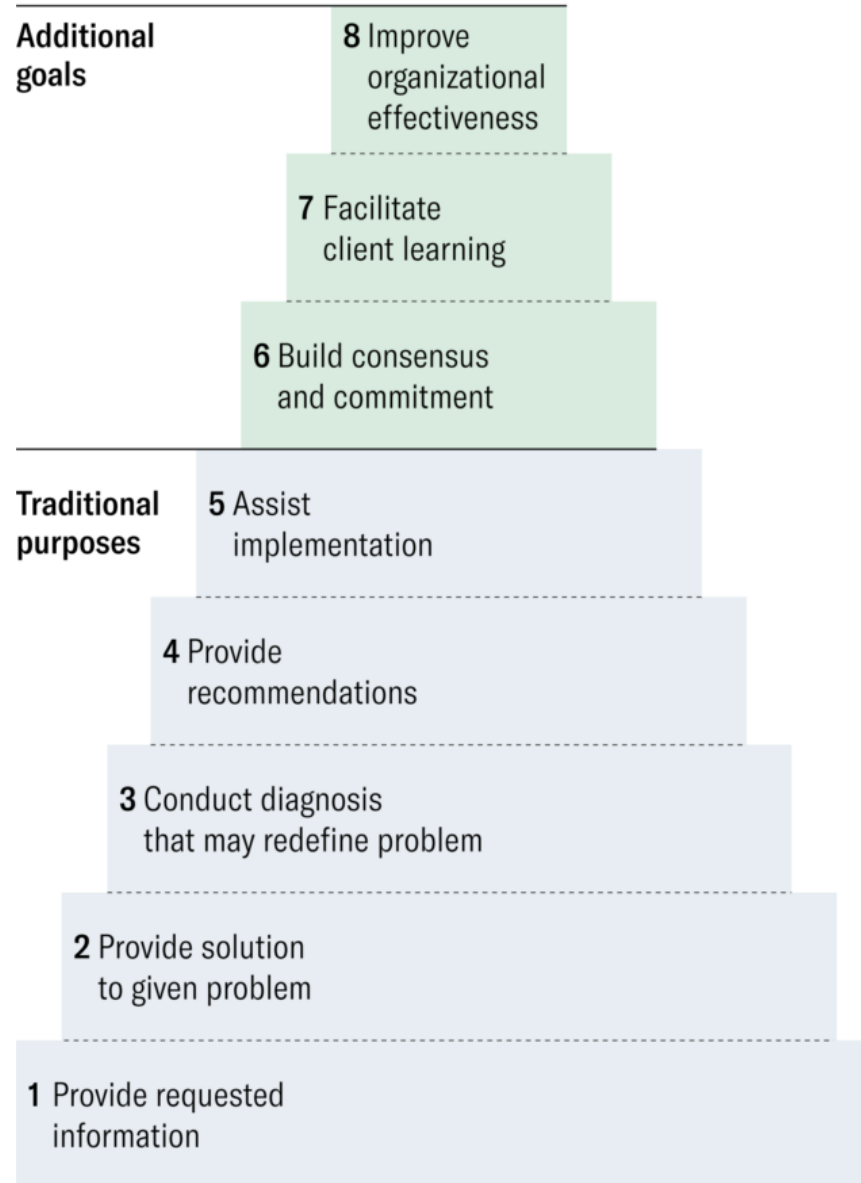 Additional
goals
8 Improve
organizational
effectiveness
7 Facilitate
client learning
6 Build consensus
and commitment
Traditional
purposes
5 Assist
implementation
4 Provide
recommendations
3 Conduct diagnosis
that may redefine problem
2 Provide solution
to given problem
1 Provide requested
information